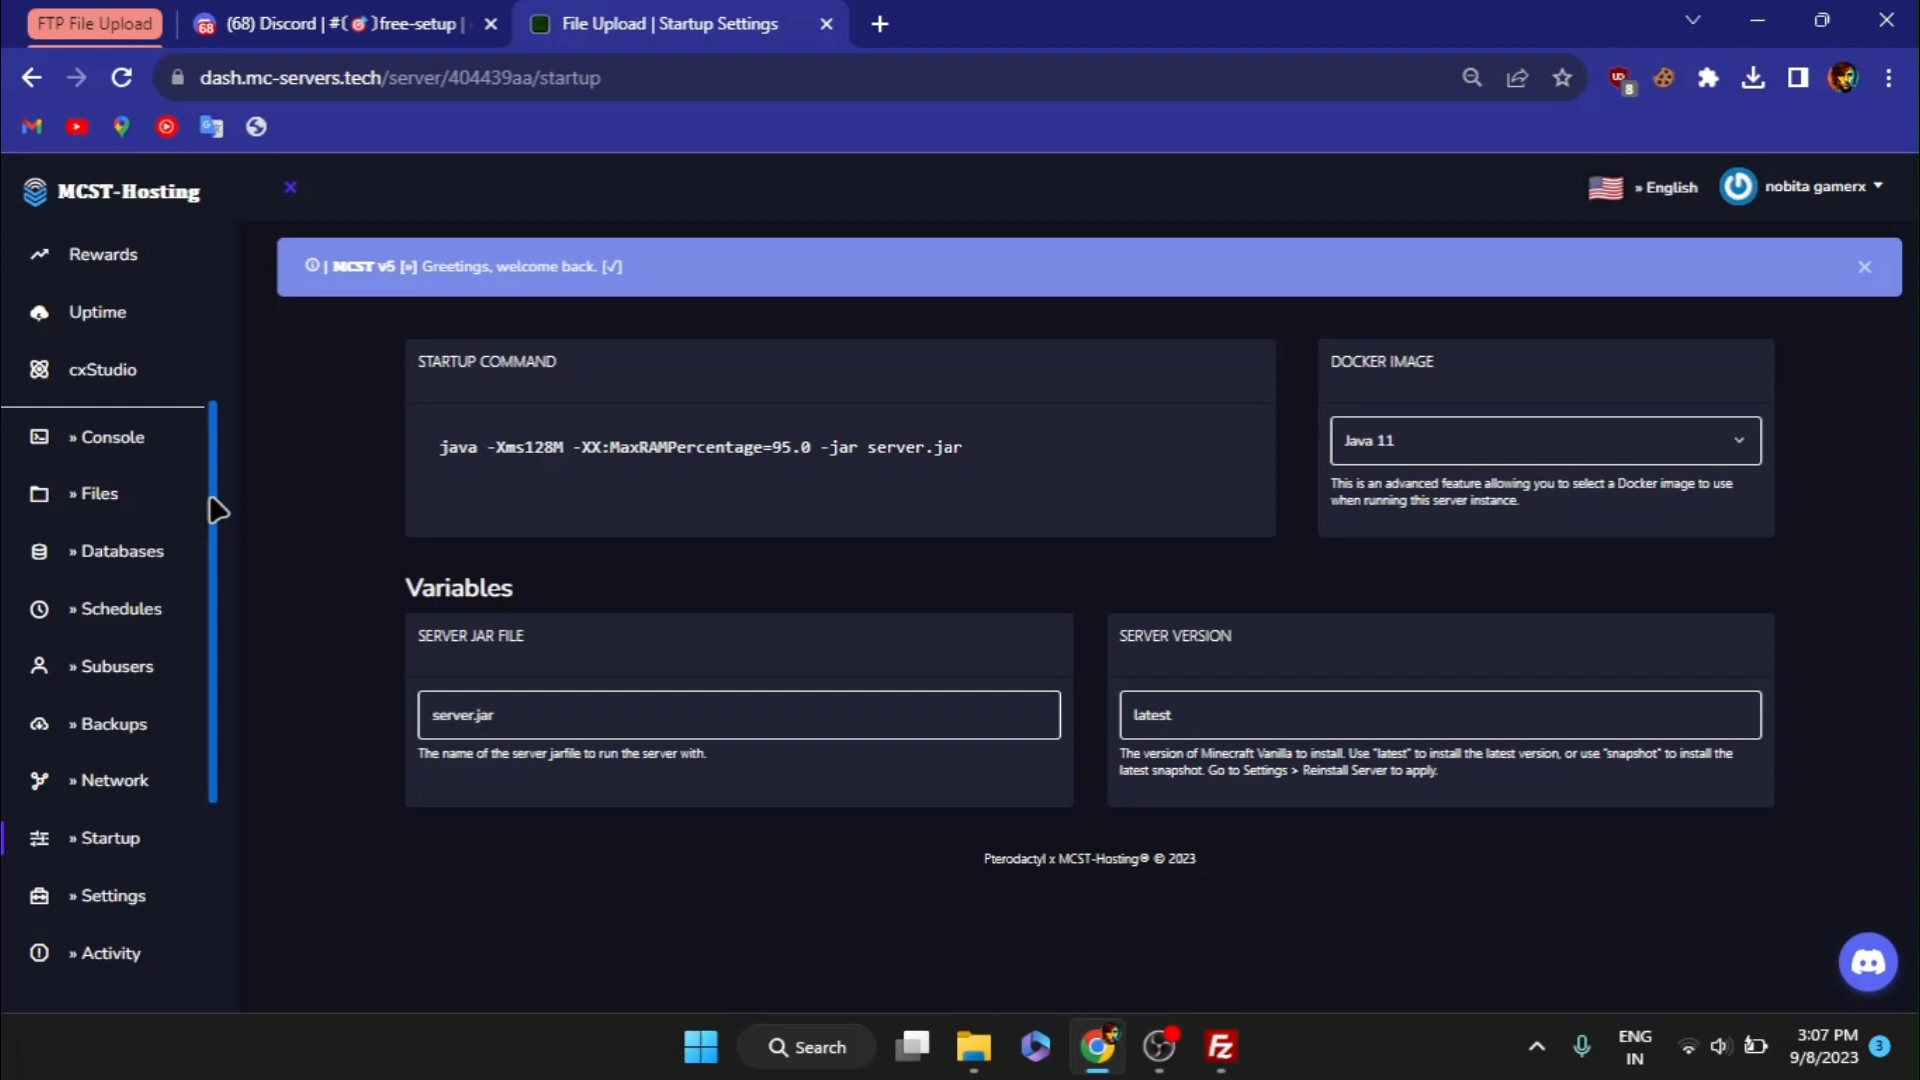 FTP File Upload
(68) Discord | #〔🎯〕free-setup |
File Upload | Startup Settings
dash.mc-servers.tech/server/404439aa/startup
8
MCST-Hosting
» English
nobita gamerx
Rewards
Uptime
cxStudio
» Console
» Files
» Databases
» Schedules
» Subusers
» Backups
» Network
» Startup
» Settings
» Activity
| MCST v5 [»] Greetings, welcome back. [√]
STARTUP COMMAND
java -Xms128M -XX:MaxRAMPercentage=95.0 -jar server.jar
DOCKER IMAGE
Java 11
This is an advanced feature allowing you to select a Docker image to use
when running this server instance.
Variables
SERVER JAR FILE
server.jar
The name of the server jarfile to run the server with.
SERVER VERSION
latest
The version of Minecraft Vanilla to install. Use "latest" to install the latest version, or use "snapshot" to install the
latest snapshot. Go to Settings > Reinstall Server to apply.
Pterodactyl x MCST-Hosting® © 2023
Search
ENG
IN
3:07 PM
9/8/2023
3